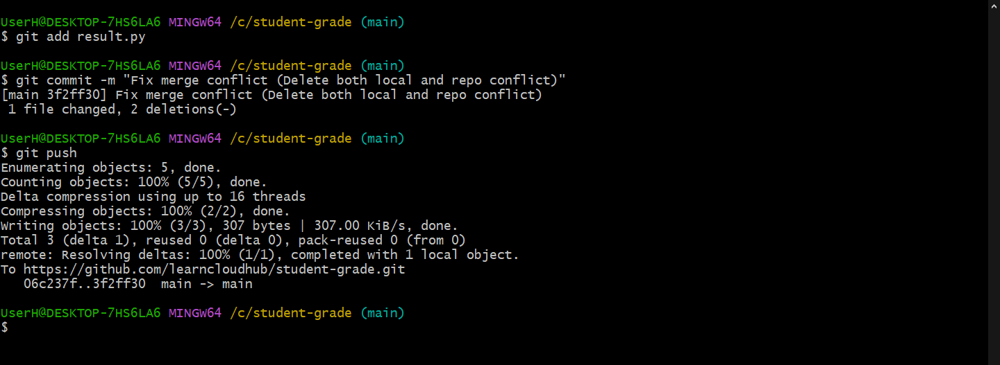 UserH@DESKTOP-7HS6LA6 MINGW64 /c/student-grade (main)
$ git add result.py
UserH@DESKTOP-7HS6LA6 MINGW64 /c/student-grade (main)
$ git commit -m "Fix merge conflict (Delete both local and repo conflict)"
[main 3f2ff30] Fix merge conflict (Delete both local and repo conflict)
 1 file changed, 2 deletions(-)
UserH@DESKTOP-7HS6LA6 MINGW64 /c/student-grade (main)
$ git push
Enumerating objects: 5, done.
Counting objects: 100% (5/5), done.
Delta compression using up to 16 threads
Compressing objects: 100% (2/2), done.
Writing objects: 100% (3/3), 307 bytes | 307.00 KiB/s, done.
Total 3 (delta 1), reused 0 (delta 0), pack-reused 0 (from 0)
remote: Resolving deltas: 100% (1/1), completed with 1 local object.
To https://github.com/learncloudhub/student-grade.git
   06c237f..3f2ff30  main -> main
UserH@DESKTOP-7HS6LA6 MINGW64 /c/student-grade (main)
$